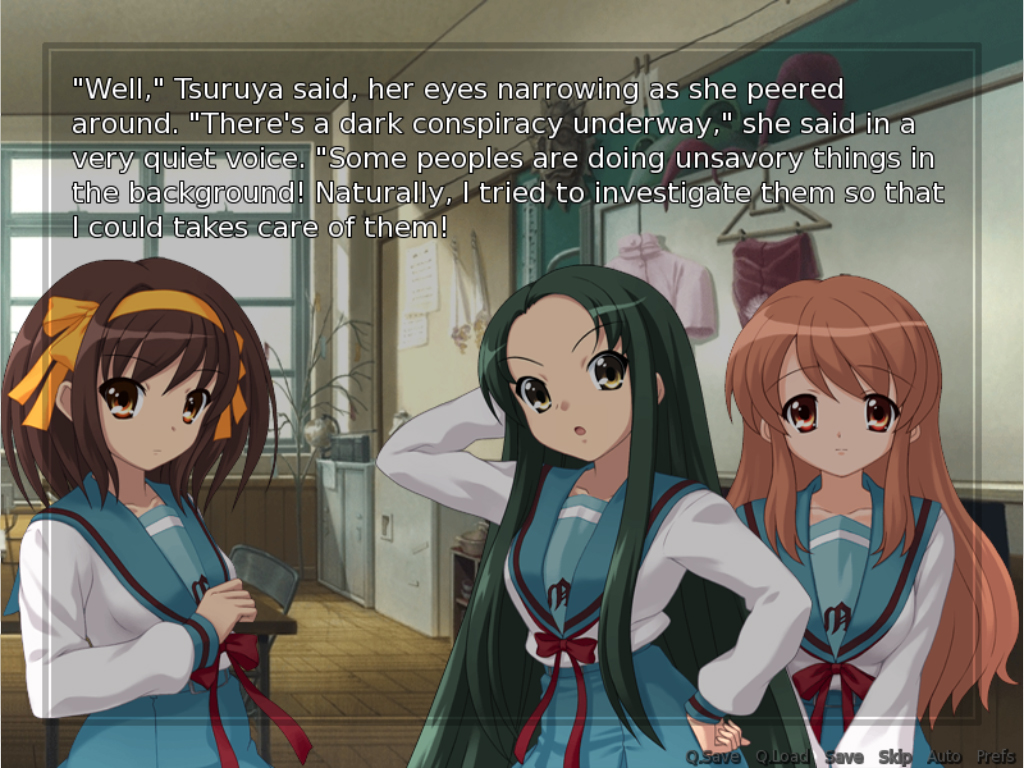 "Well," Tsuruya said, her eyes narrowing as she peered
around. "There's a dark conspiracy underway," she said in a
very quiet voice. "Some peoples are doing unsavory things in
the background! Naturally, I tried to investigate them so that
I could takes care of them!
Q.Save Q.Load Save Skip Auto Prefs